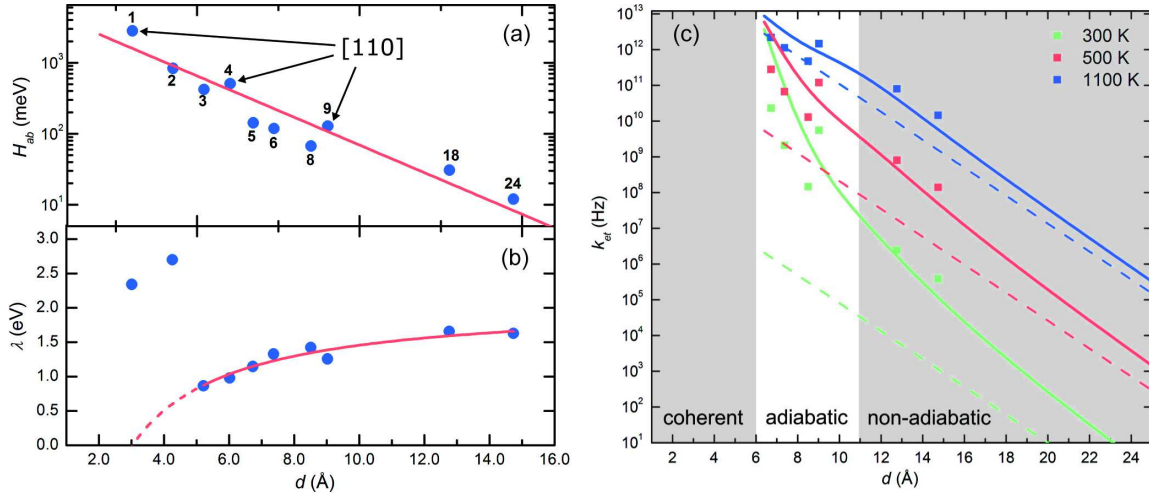 (a)
[110]
1
2
3
4
5
6
8
9
18
24
H_ab (meV)
10^3
10^2
10^1
(b)
λ (eV)
3.0
2.5
2.0
1.5
1.0
0.5
0.0
2.0 4.0 6.0 8.0 10.0 12.0 14.0 16.0
d (Å)
(c)
300 K
500 K
1100 K
k_et (Hz)
10^13
10^12
10^11
10^10
10^9
10^8
10^7
10^6
10^5
10^4
10^3
10^2
10^1
coherent adiabatic non-adiabatic
2 4 6 8 10 12 14 16 18 20 22 24
d (Å)